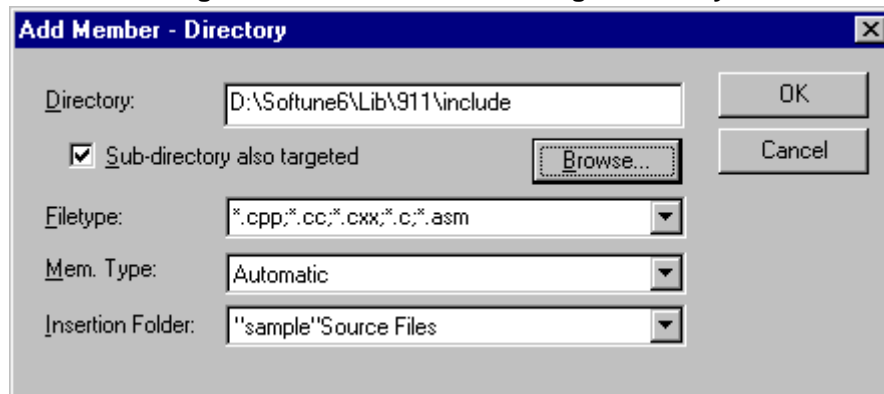 Add Member - Directory
Directory: D:\Softune6\Lib\911\include OK
Sub-directory also targeted Browse... Cancel
Filetype: *.cpp;*.cc;*.cxx;*.c;*.asm
Mem. Type: Automatic
Insertion Folder: "sample"Source Files